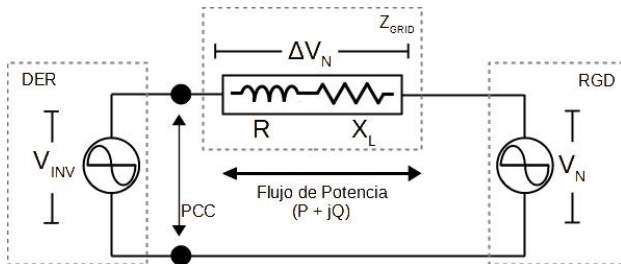 Z_GRID
DER
ΔV_N
RGD
R
X_L
V_INV
V_N
PCC
Flujo de Potencia
(P + jQ)